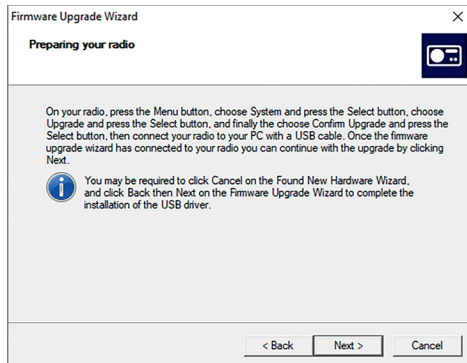 Firmware Upgrade Wizard
Preparing your radio
On your radio, press the Menu button, choose System and press the Select button, choose
Upgrade and press the Select button, and finally the choose Confirm Upgrade and press the
Select button, then connect your radio to your PC with a USB cable. Once the firmware
upgrade wizard has connected to your radio you can continue with the upgrade by clicking
Next.
You may be required to click Cancel on the Found New Hardware Wizard,
and click Back then Next on the Firmware Upgrade Wizard to complete the
installation of the USB driver.
< Back Next > Cancel